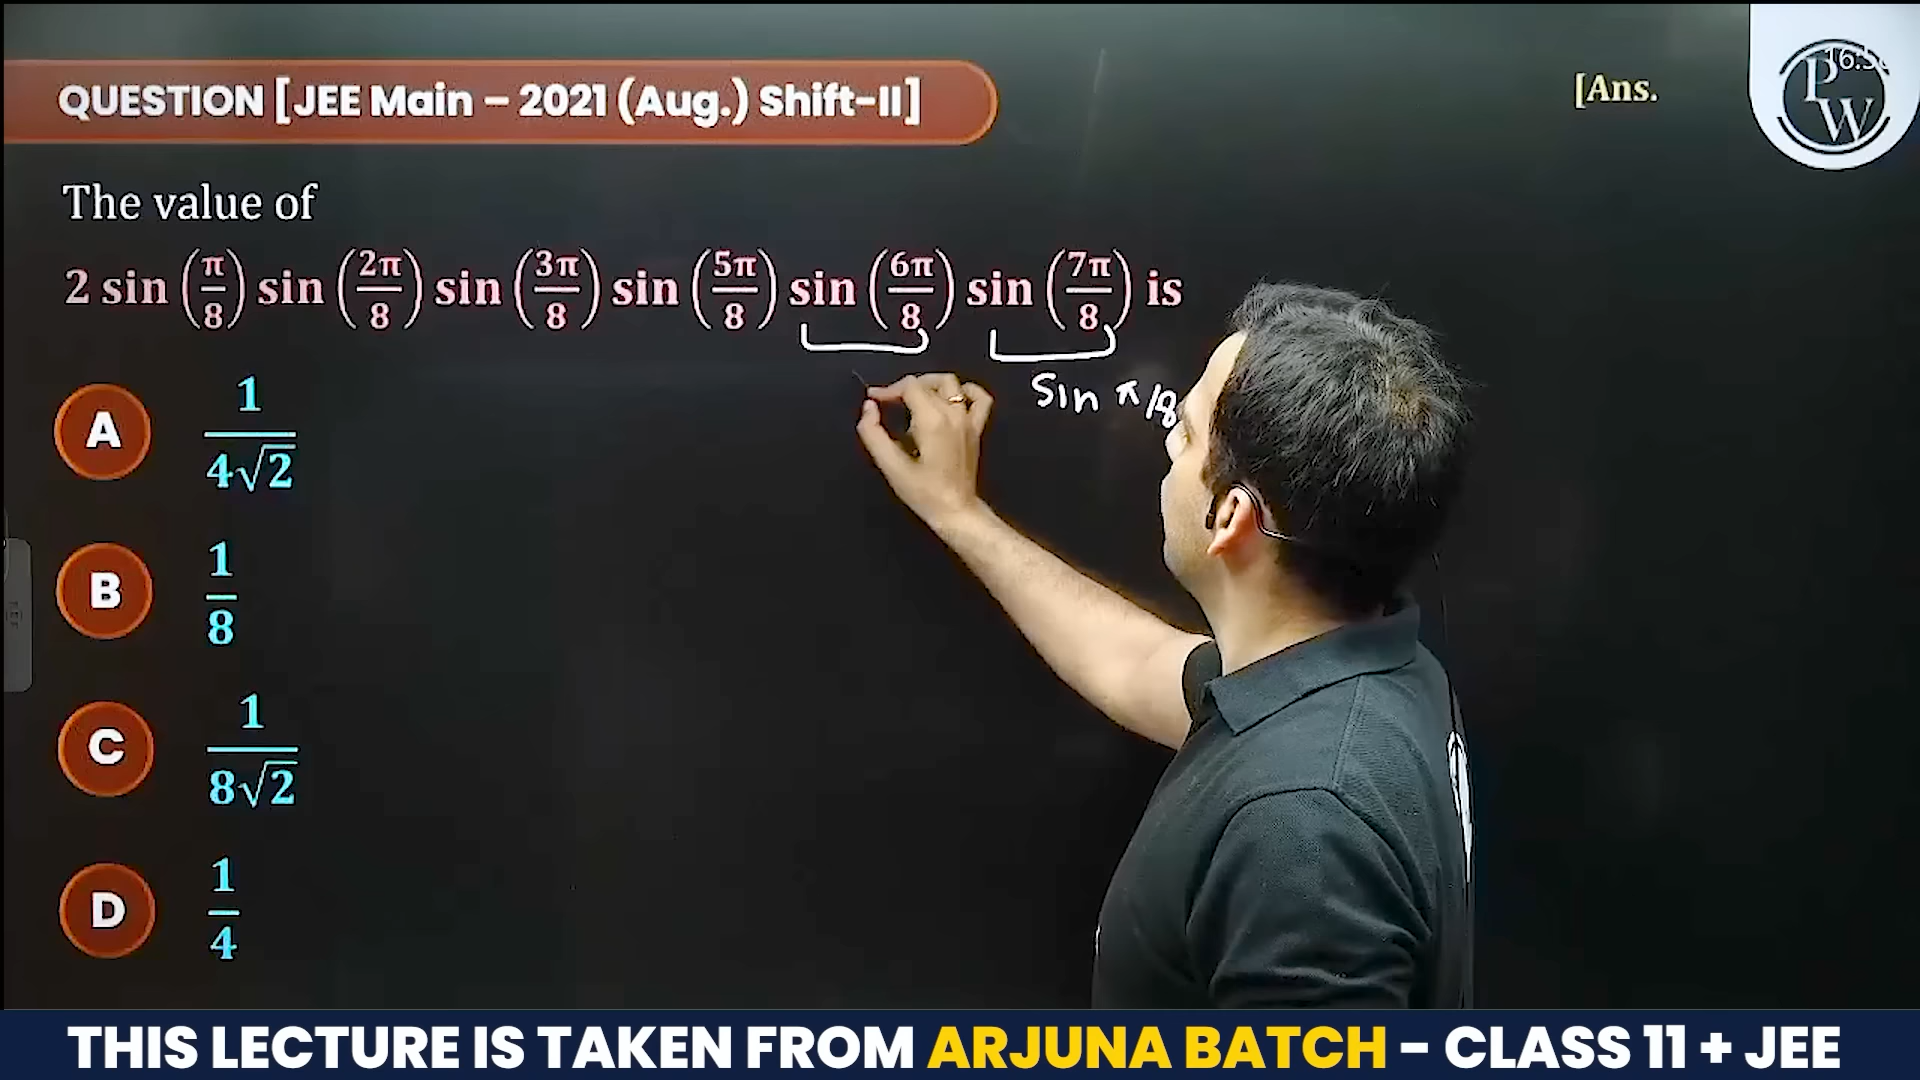 QUESTION [JEE Main – 2021 (Aug.) Shift-II]
[Ans.
PW
The value of
2 sin (π/8) sin (2π/8) sin (3π/8) sin (5π/8) sin (6π/8) sin (7π/8) is
sin π/8
A 1/4√2
B 1/8
C 1/8√2
D 1/4
THIS LECTURE IS TAKEN FROM ARJUNA BATCH - CLASS 11 + JEE